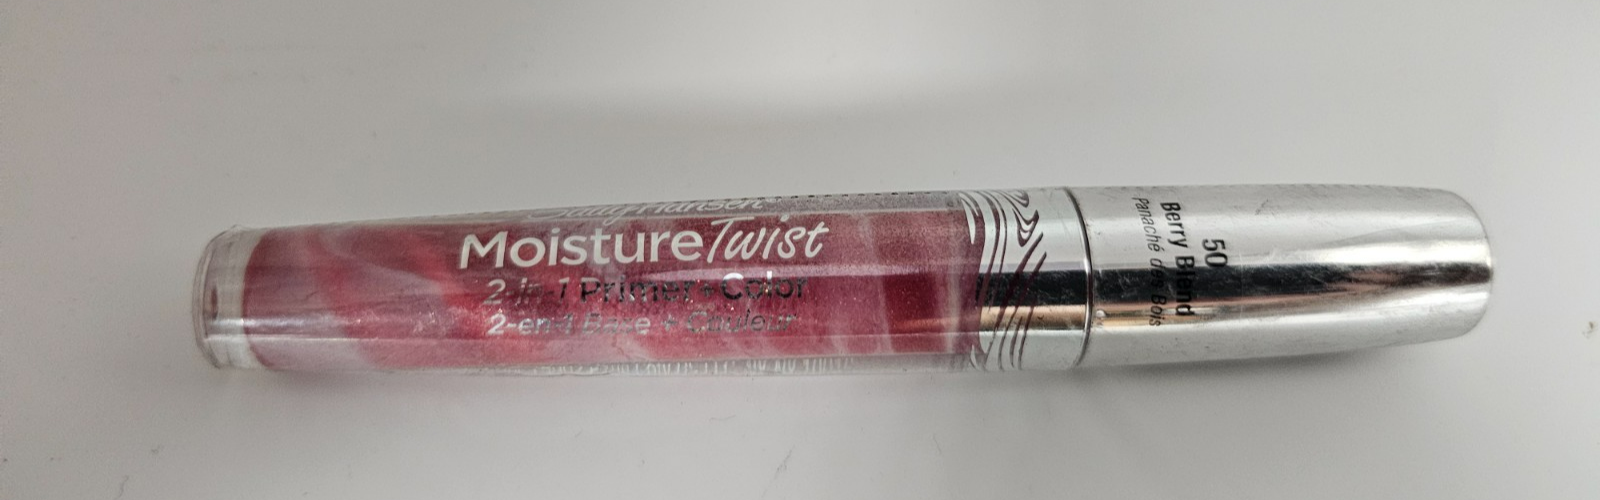 Sally Hansen
MoistureTwist
2-in-1 Primer + Color
2-en-1 Base + Couleur
50
Berry Blend
Panaché des Bois